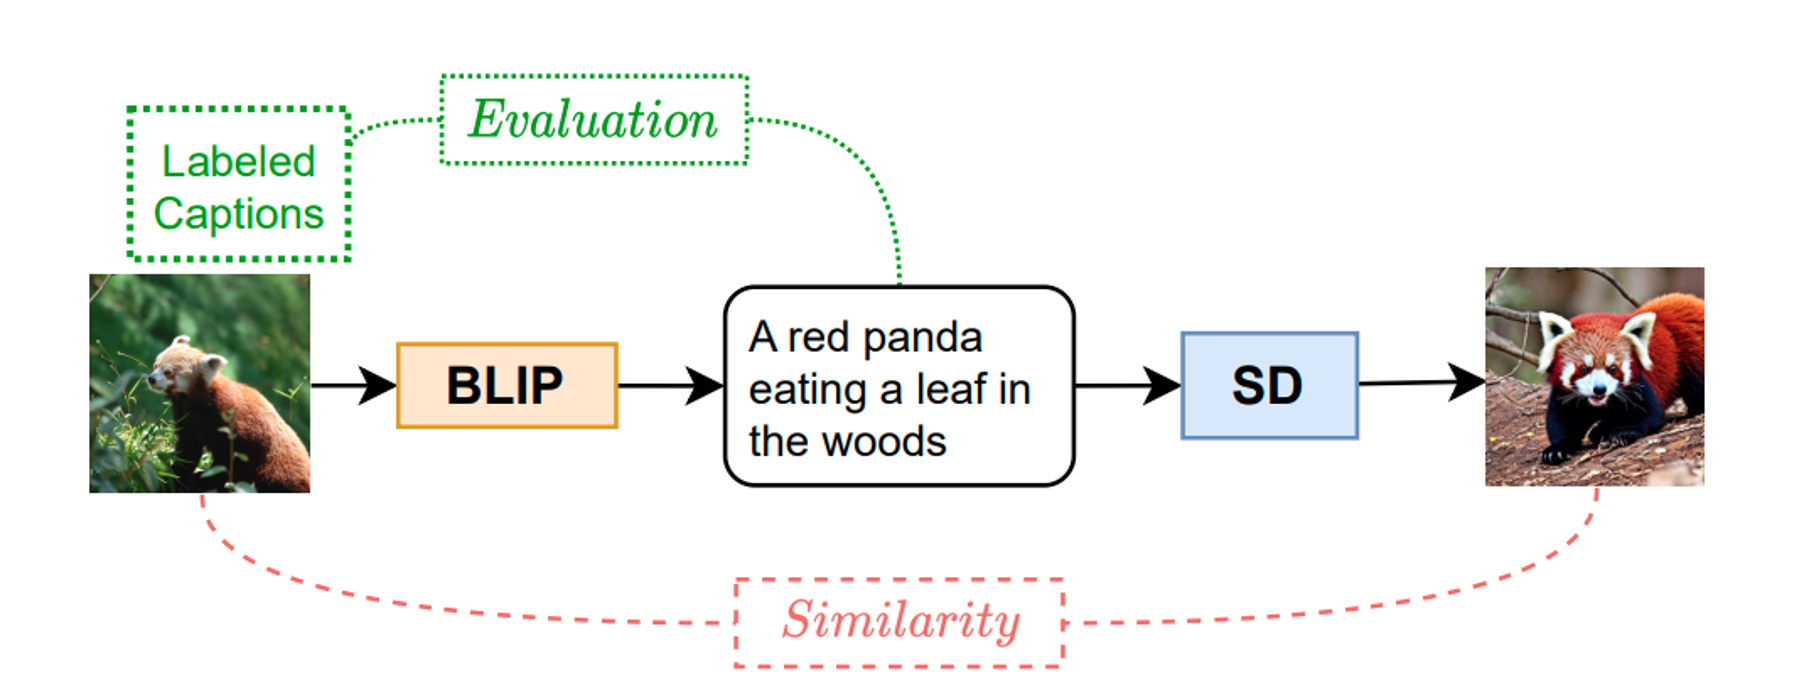 Evaluation
Labeled
Captions
BLIP
A red panda
eating a leaf in
the woods
SD
Similarity